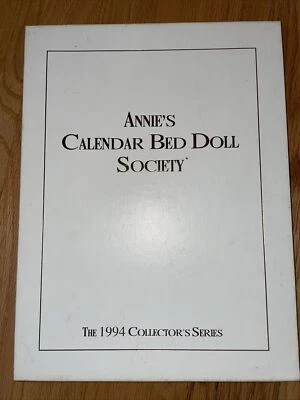 ANNIE'S
CALENDAR BED DOLL
SOCIETY*
THE 1994 COLLECTOR'S SERIES